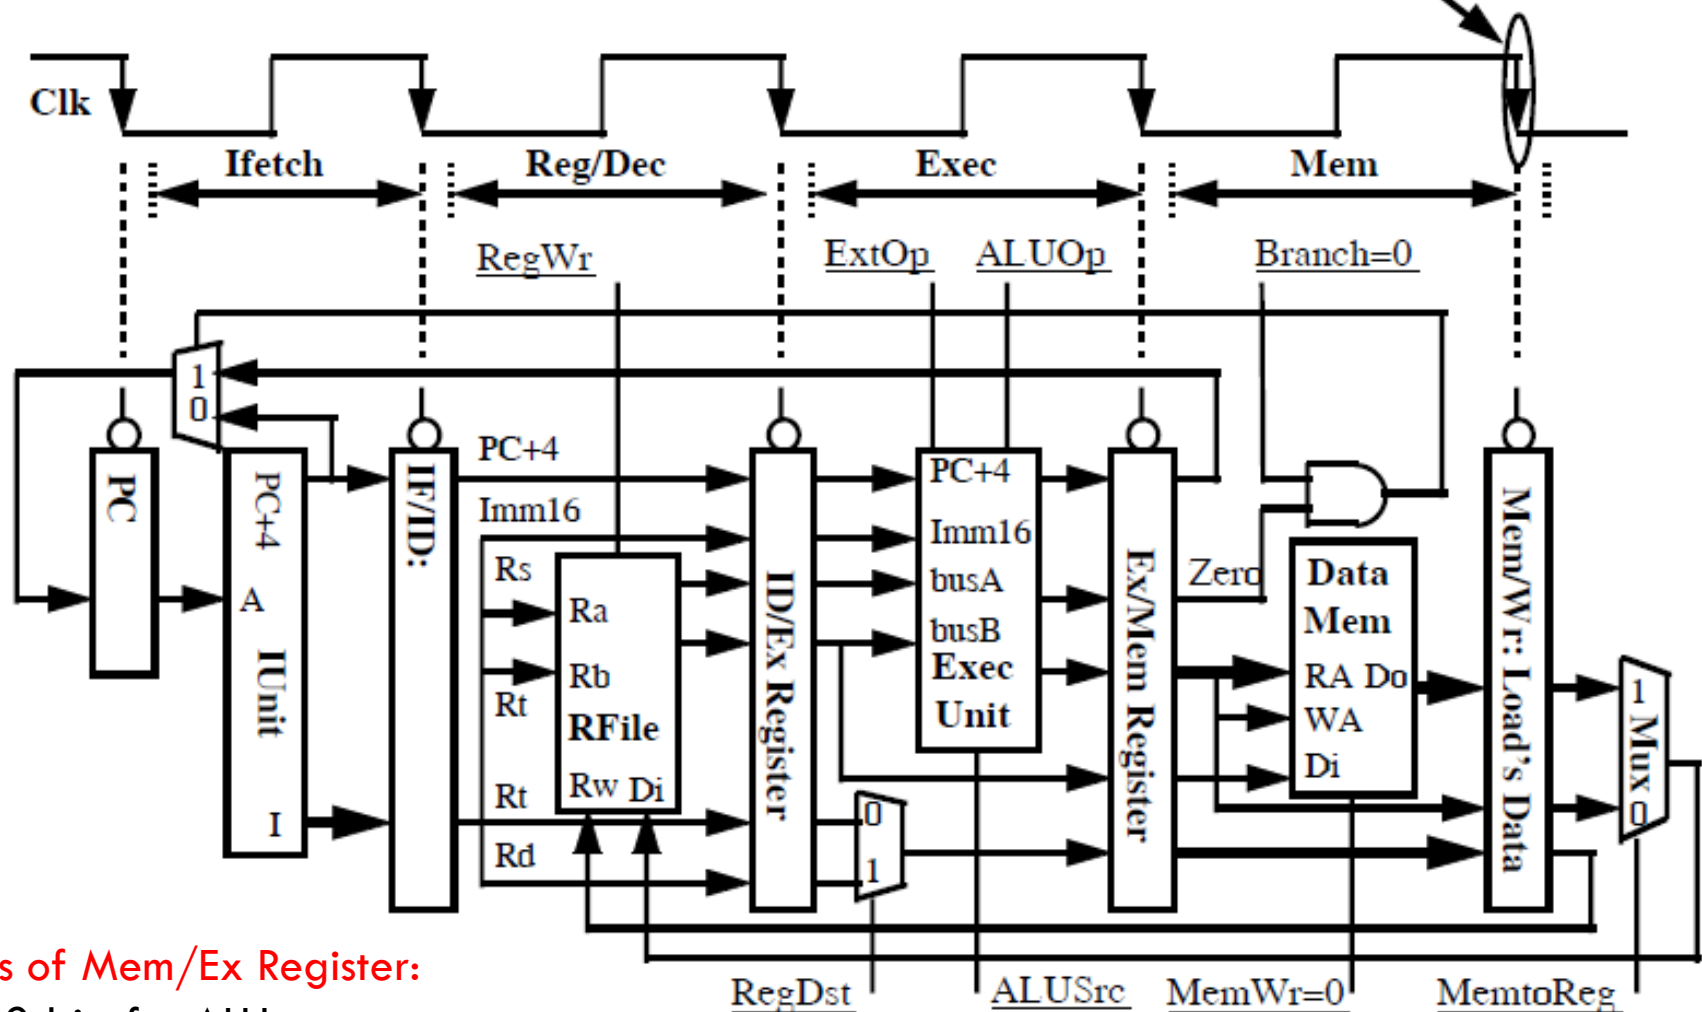 Clk
Ifetch
Reg/Dec
Exec
Mem
RegWr
ExtOp
ALUOp
Branch=0
1
0
PC
PC+4
A
IUnit
I
IF/ID:
PC+4
Imm16
Rs
Ra
Rb
Rt
RFile
Rw Di
Rt
Rd
ID/Ex Register
PC+4
Imm16
busA
busB
Exec
Unit
0
1
Ex/Mem Register
Zero
Data
Mem
RA Do
WA
Di
Mem/Wr: Load's Data
1
Mux
0
RegDst
ALUSrc
MemWr=0
MemtoReg
s of Mem/Ex Register: